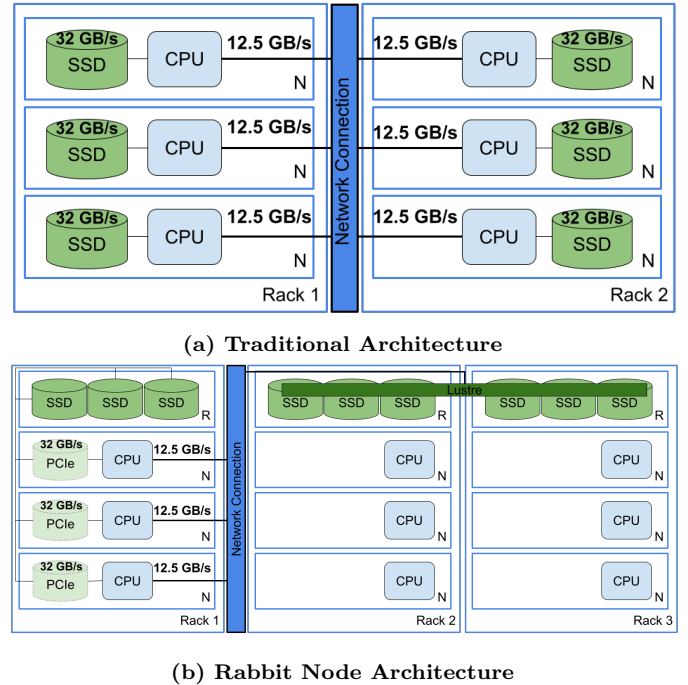 32 GB/s 12.5 GB/s 12.5 GB/s 32 GB/s
SSD CPU CPU SSD
N N
32 GB/s 12.5 GB/s 12.5 GB/s 32 GB/s
SSD CPU CPU SSD
N N
32 GB/s 12.5 GB/s 12.5 GB/s 32 GB/s
SSD CPU CPU SSD
N N
Network Connection
Rack 1 Rack 2
(a) Traditional Architecture
Lustre
SSD SSD SSD SSD SSD SSD SSD SSD SSD
R R R
32 GB/s 12.5 GB/s
PCIe CPU CPU CPU
N N N
32 GB/s 12.5 GB/s
PCIe CPU CPU CPU
N N N
32 GB/s 12.5 GB/s
PCIe CPU CPU CPU
N N N
Network Connection
Rack 1 Rack 2 Rack 3
(b) Rabbit Node Architecture